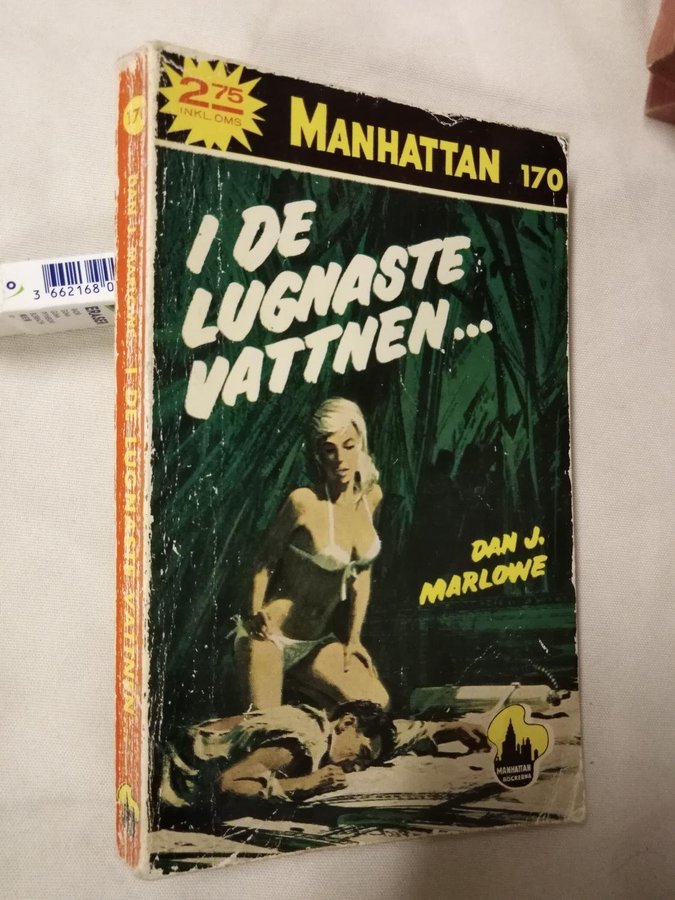 2 75
INKL. OMS
MANHATTAN 170
I DE
LUGNASTE
VATTNEN...
DAN J.
MARLOWE
MANHATTAN
BÖCKERNA
170
DAN J. MARLOWE I DE LUGNASTE VATTNEN
3 662168 0
ERASER